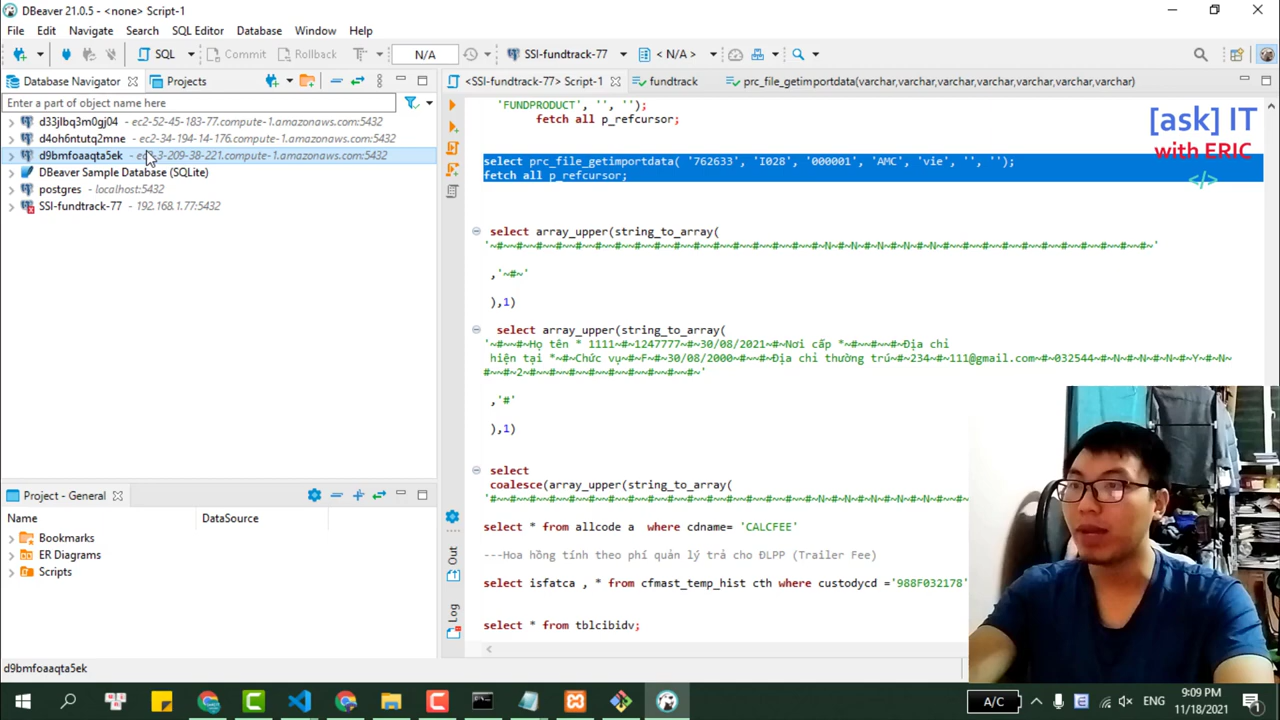 DBeaver 21.0.5 - <none> Script-1
File Edit Navigate Search SQL Editor Database Window Help
SQL Commit Rollback N/A SSI-fundtrack-77 < N/A >
Database Navigator Projects
Enter a part of object name here
d33jlbq3m0gj04 - ec2-52-45-183-77.compute-1.amazonaws.com:5432
d4oh6ntutq2mne - ec2-34-194-14-176.compute-1.amazonaws.com:5432
d9bmfoaaqta5ek - 3-209-38-221.compute-1.amazonaws.com:5432
DBeaver Sample Database (SQLite)
postgres - localhost:5432
SSI-fundtrack-77 - 192.168.1.77:5432
Project - General
Name DataSource
Bookmarks
ER Diagrams
Scripts
<SSI-fundtrack-77> Script-1 fundtrack prc_file_getimportdata(varchar,varchar,varchar,varchar,varchar,varchar,varchar)
'FUNDPRODUCT', '', '');
fetch all p_refcursor;
select prc_file_getimportdata( '762633', 'I028', '000001', 'AMC', 'vie', '', '');
fetch all p_refcursor;
select array_upper(string_to_array(
'~#~~#~~#~~#~~#~~#~~#~~#~~#~~#~~#~~#~~#~~#~~#~~#~~#~N~#~N~#~N~#~N~#~N~#~~#~~#~~#~~#~~#~~#~~#~~#~~#~~#~'
,'~#~'
),1)
select array_upper(string_to_array(
'~#~~#~Họ tên * 1111~#~1247777~#~30/08/2021~#~Nơi cấp *~#~~#~~#~Địa chỉ
hiện tại *~#~Chức vụ~#~F~#~30/08/2000~#~~#~Địa chỉ thường trú~#~234~#~111@gmail.com~#~032544~#~N~#~N~#~N~#~Y~#~N~
#~~#~2~#~~#~~#~~#~~#~~#~~#~~#~~#~'
,'#'
),1)
select
coalesce(array_upper(string_to_array(
select * from allcode a where cdname= 'CALCFEE'
---Hoa hồng tính theo phí quản lý trả cho ĐLPP (Trailer Fee)
select isfatca , * from cfmast_temp_hist cth where custodycd ='988F032178'
select * from tblcibidv;
Out
Log
[ask] IT
with ERIC
</>
d9bmfoaaqta5ek
A/C ENG 9:09 PM
11/18/2021